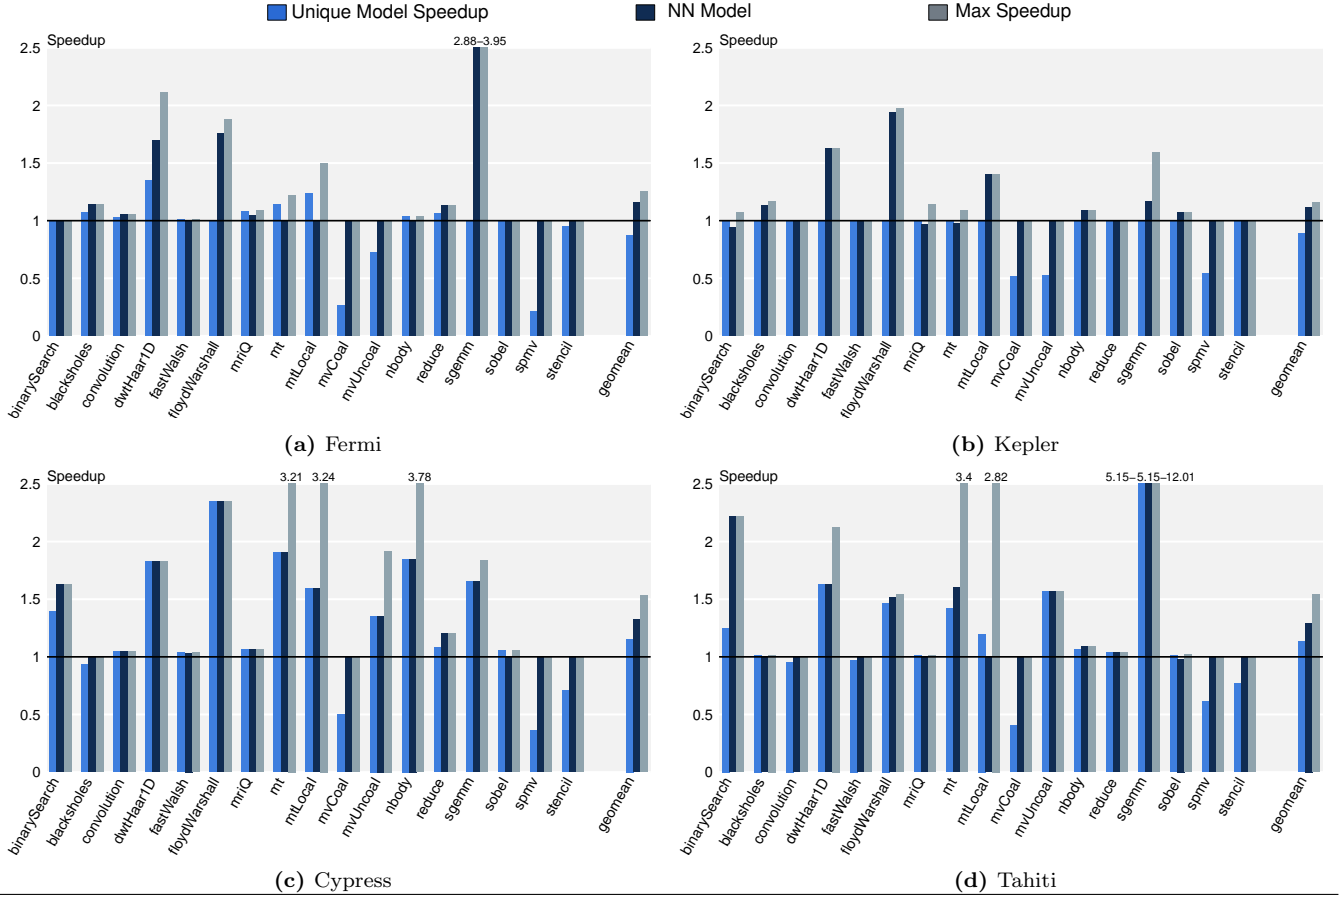 Unique Model Speedup NN Model Max Speedup
Speedup
2.88–3.95
2.5
2
1.5
1
0.5
0
binarySearch
blacksholes
convolution
dwtHaar1D
fastWalsh
floydWarshall
mriQ
mt
mtLocal
mvCoal
mvUncoal
nbody
reduce
sgemm
sobel
spmv
stencil
geomean
(a) Fermi
Speedup
2.5
2
1.5
1
0.5
0
binarySearch
blacksholes
convolution
dwtHaar1D
fastWalsh
floydWarshall
mriQ
mt
mtLocal
mvCoal
mvUncoal
nbody
reduce
sgemm
sobel
spmv
stencil
geomean
(b) Kepler
Speedup
3.21 3.24 3.78
2.5
2
1.5
1
0.5
0
binarySearch
blacksholes
convolution
dwtHaar1D
fastWalsh
floydWarshall
mriQ
mt
mtLocal
mvCoal
mvUncoal
nbody
reduce
sgemm
sobel
spmv
stencil
geomean
(c) Cypress
Speedup
3.4 2.82 5.15–5.15–12.01
2.5
2
1.5
1
0.5
0
binarySearch
blacksholes
convolution
dwtHaar1D
fastWalsh
floydWarshall
mriQ
mt
mtLocal
mvCoal
mvUncoal
nbody
reduce
sgemm
sobel
spmv
stencil
geomean
(d) Tahiti